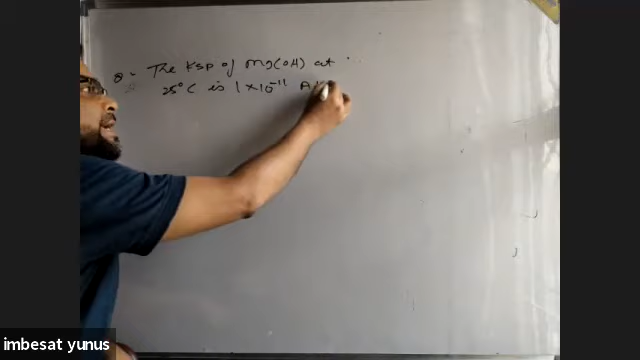 Q. The KSP of Mg(OH) at
25°C is 1 × 10⁻¹¹
imbesat yunus